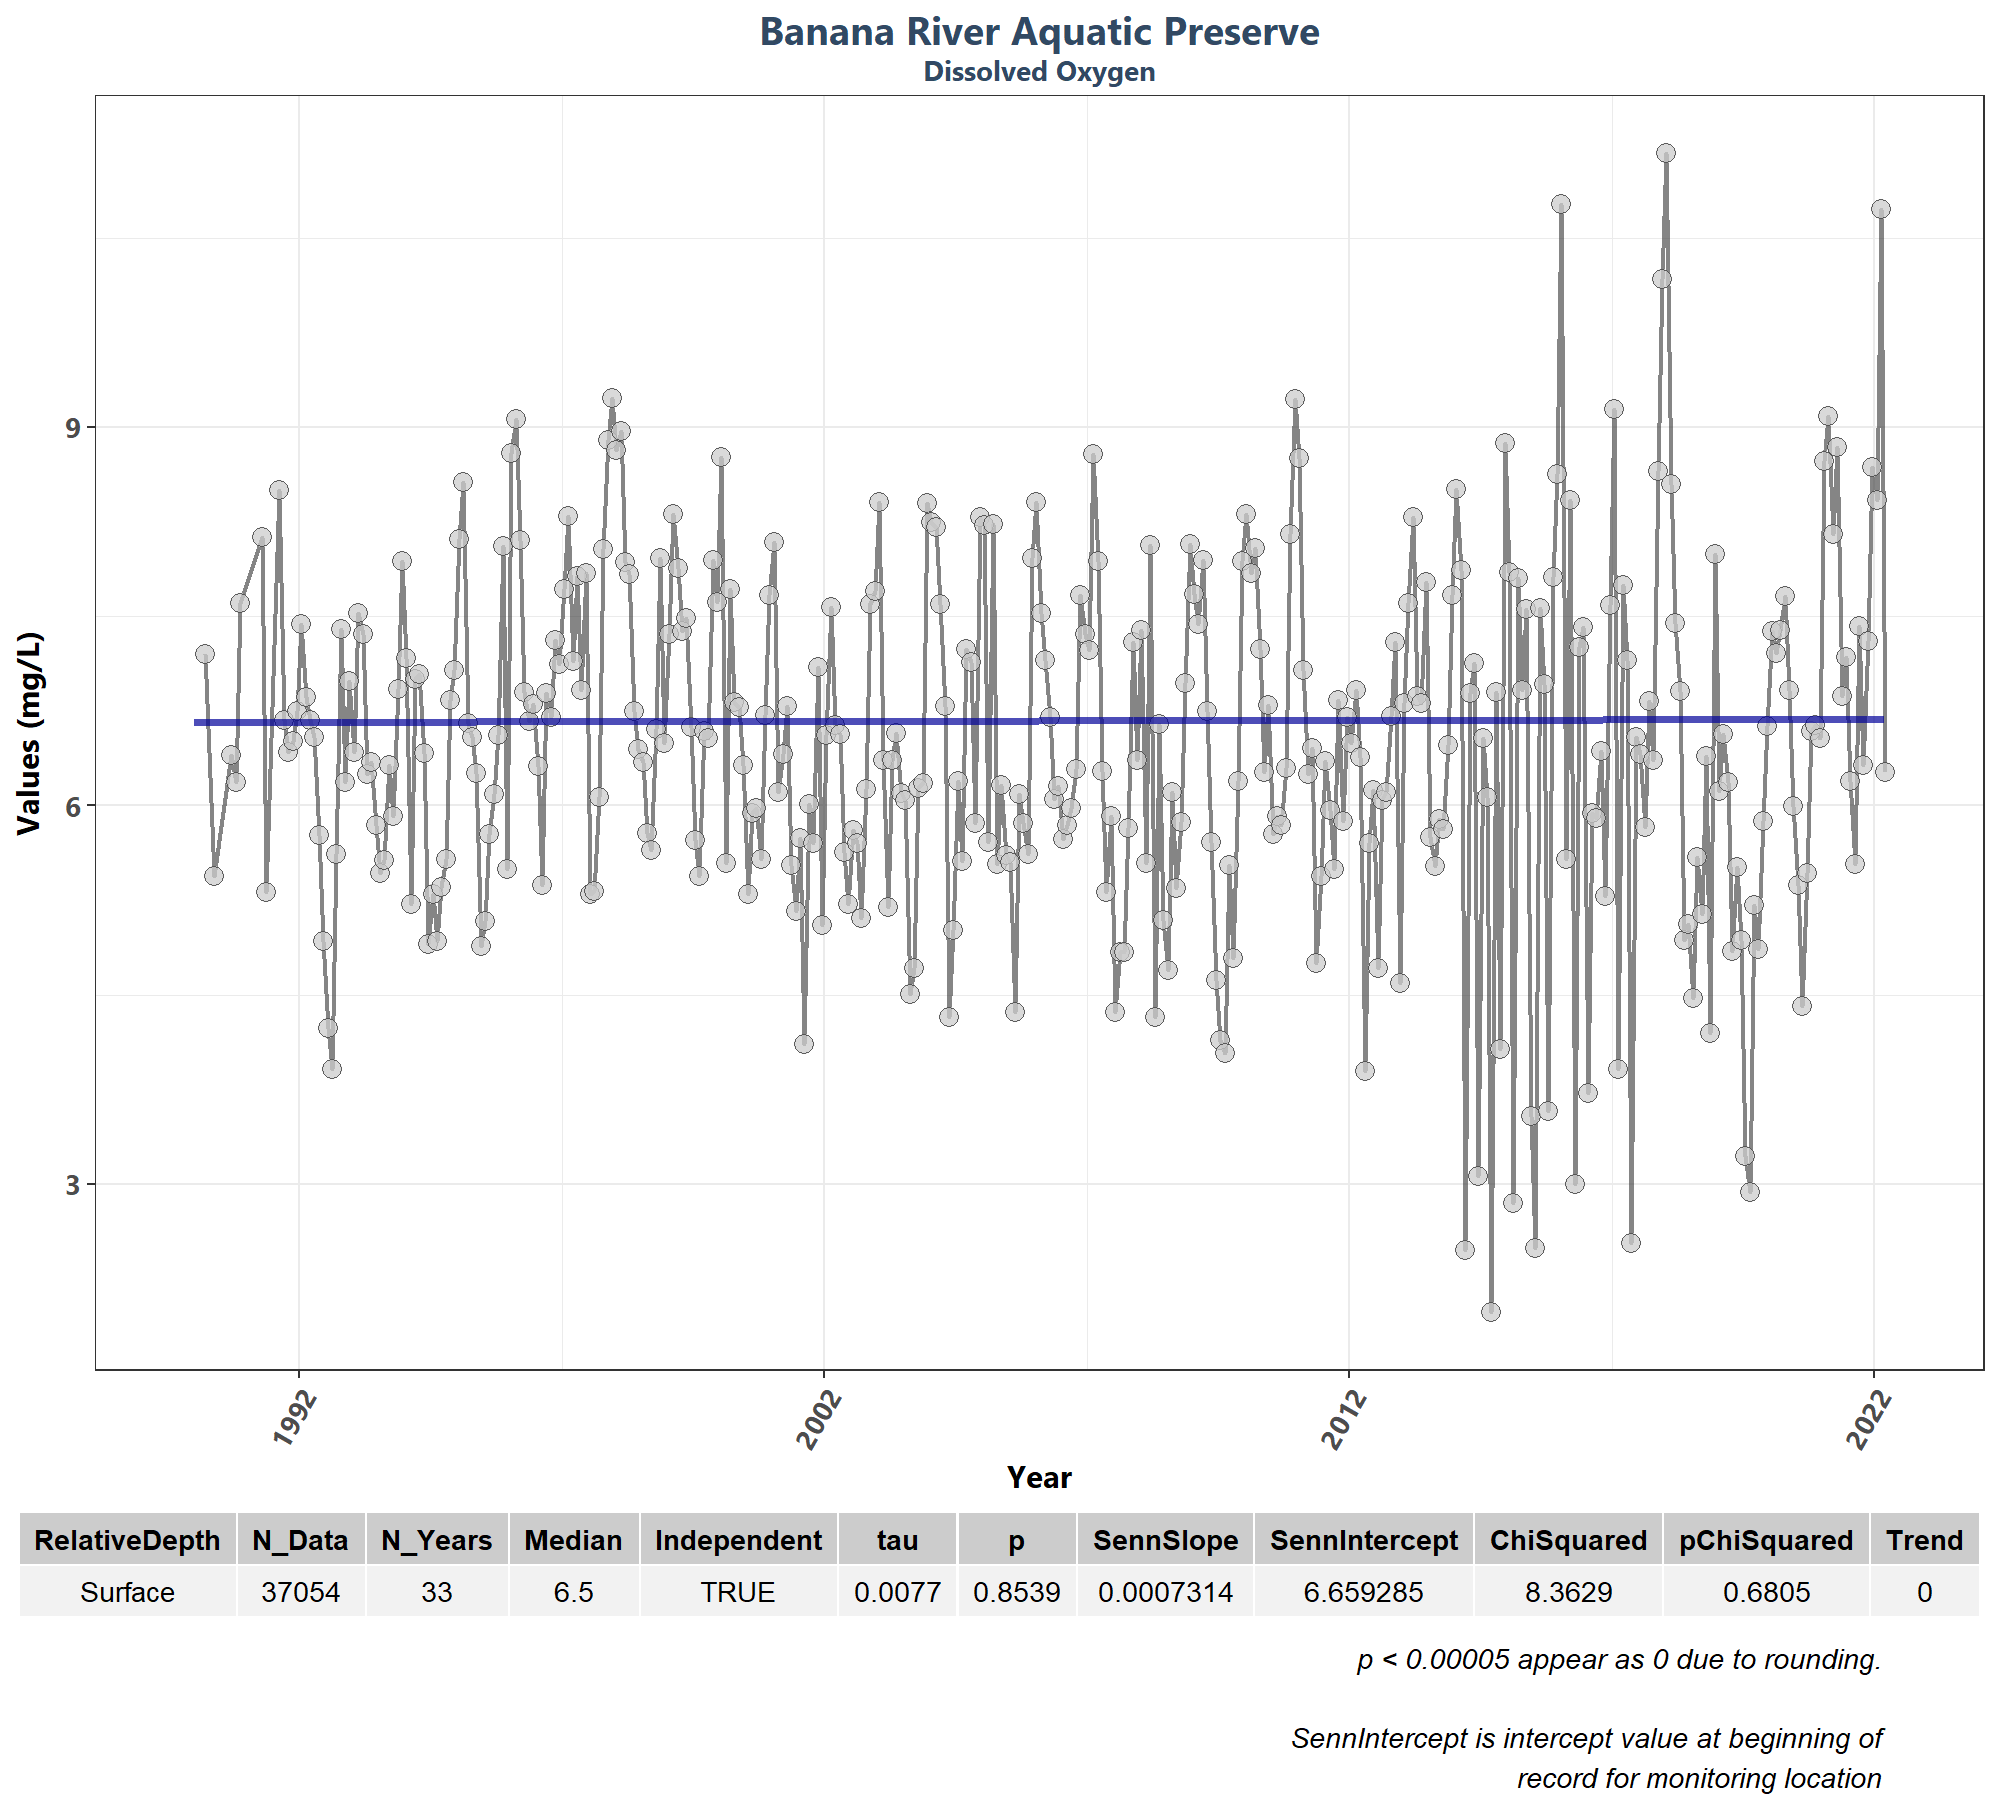 Banana River Aquatic Preserve
Dissolved Oxygen
Values (mg/L)
9
6
3
1992
2002
2012
2022
Year
RelativeDepth N_Data N_Years Median Independent tau p SennSlope SennIntercept ChiSquared pChiSquared Trend
Surface 37054 33 6.5 TRUE 0.0077 0.8539 0.0007314 6.659285 8.3629 0.6805 0
p < 0.00005 appear as 0 due to rounding.
SennIntercept is intercept value at beginning of
record for monitoring location